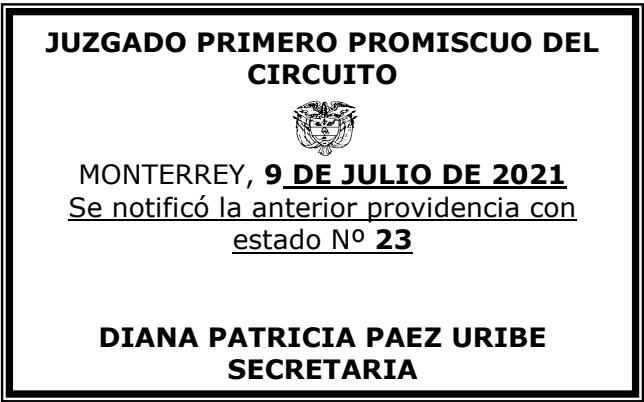 JUZGADO PRIMERO PROMISCUO DEL
CIRCUITO
MONTERREY, 9 DE JULIO DE 2021
Se notificó la anterior providencia con
estado Nº 23
DIANA PATRICIA PAEZ URIBE
SECRETARIA